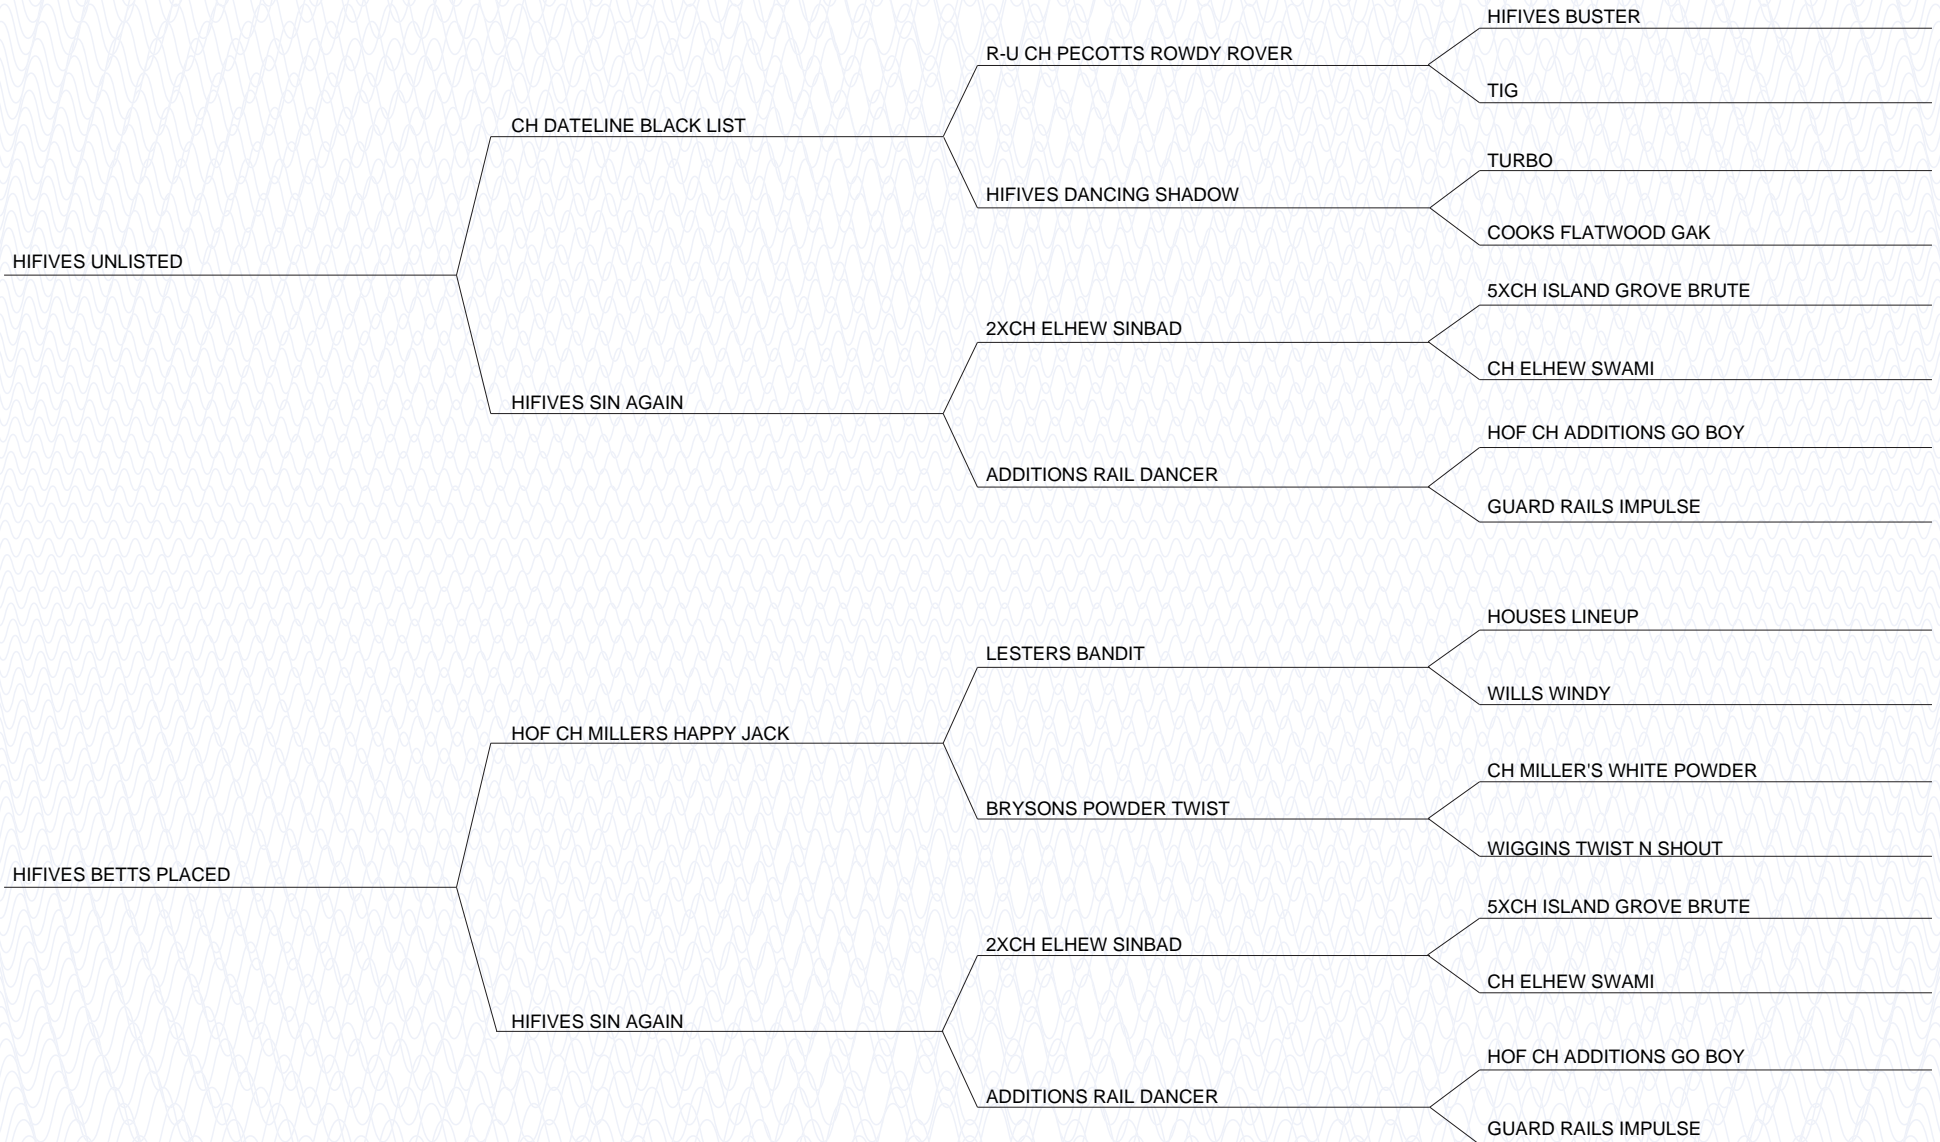 HIFIVES BUSTER
R-U CH PECOTTS ROWDY ROVER
TIG
CH DATELINE BLACK LIST
TURBO
HIFIVES DANCING SHADOW
COOKS FLATWOOD GAK
HIFIVES UNLISTED
5XCH ISLAND GROVE BRUTE
2XCH ELHEW SINBAD
CH ELHEW SWAMI
HIFIVES SIN AGAIN
HOF CH ADDITIONS GO BOY
ADDITIONS RAIL DANCER
GUARD RAILS IMPULSE
HOUSES LINEUP
LESTERS BANDIT
WILLS WINDY
HOF CH MILLERS HAPPY JACK
CH MILLER'S WHITE POWDER
BRYSONS POWDER TWIST
WIGGINS TWIST N SHOUT
HIFIVES BETTS PLACED
5XCH ISLAND GROVE BRUTE
2XCH ELHEW SINBAD
CH ELHEW SWAMI
HIFIVES SIN AGAIN
HOF CH ADDITIONS GO BOY
ADDITIONS RAIL DANCER
GUARD RAILS IMPULSE